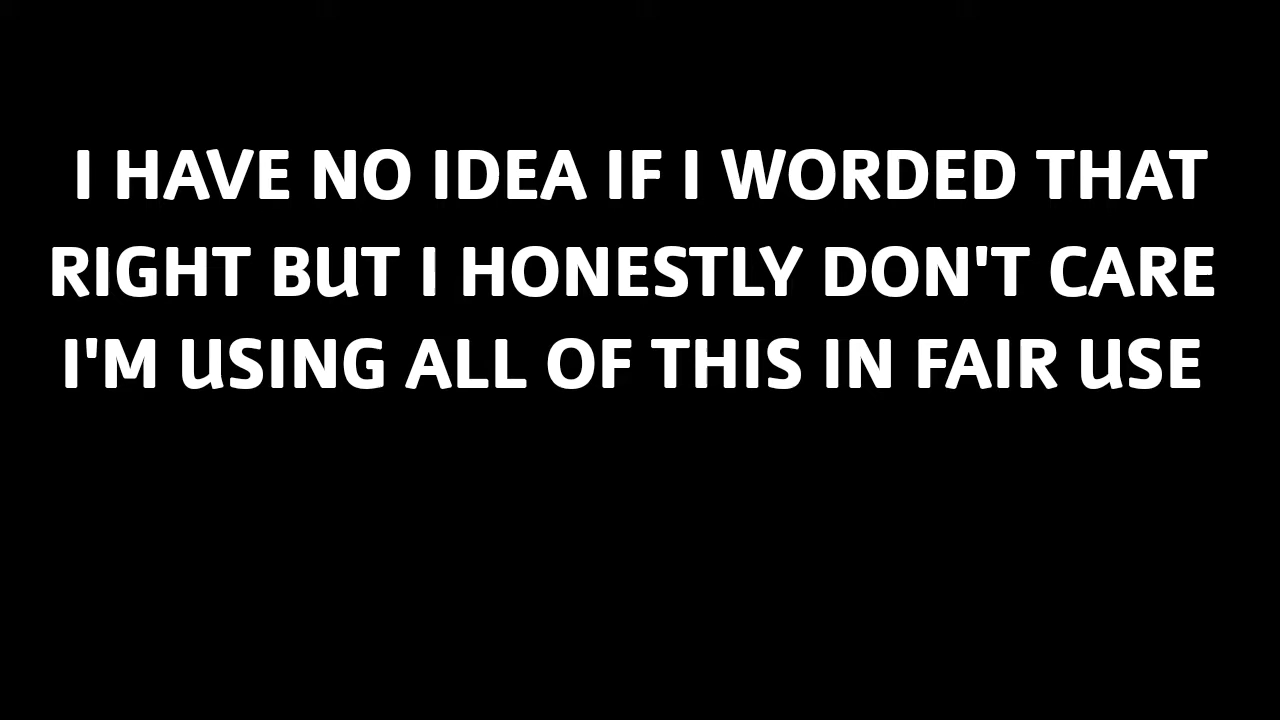 I HAVE NO IDEA IF I WORDED THAT
RIGHT BUT I HONESTLY DON'T CARE
I'M USING ALL OF THIS IN FAIR USE